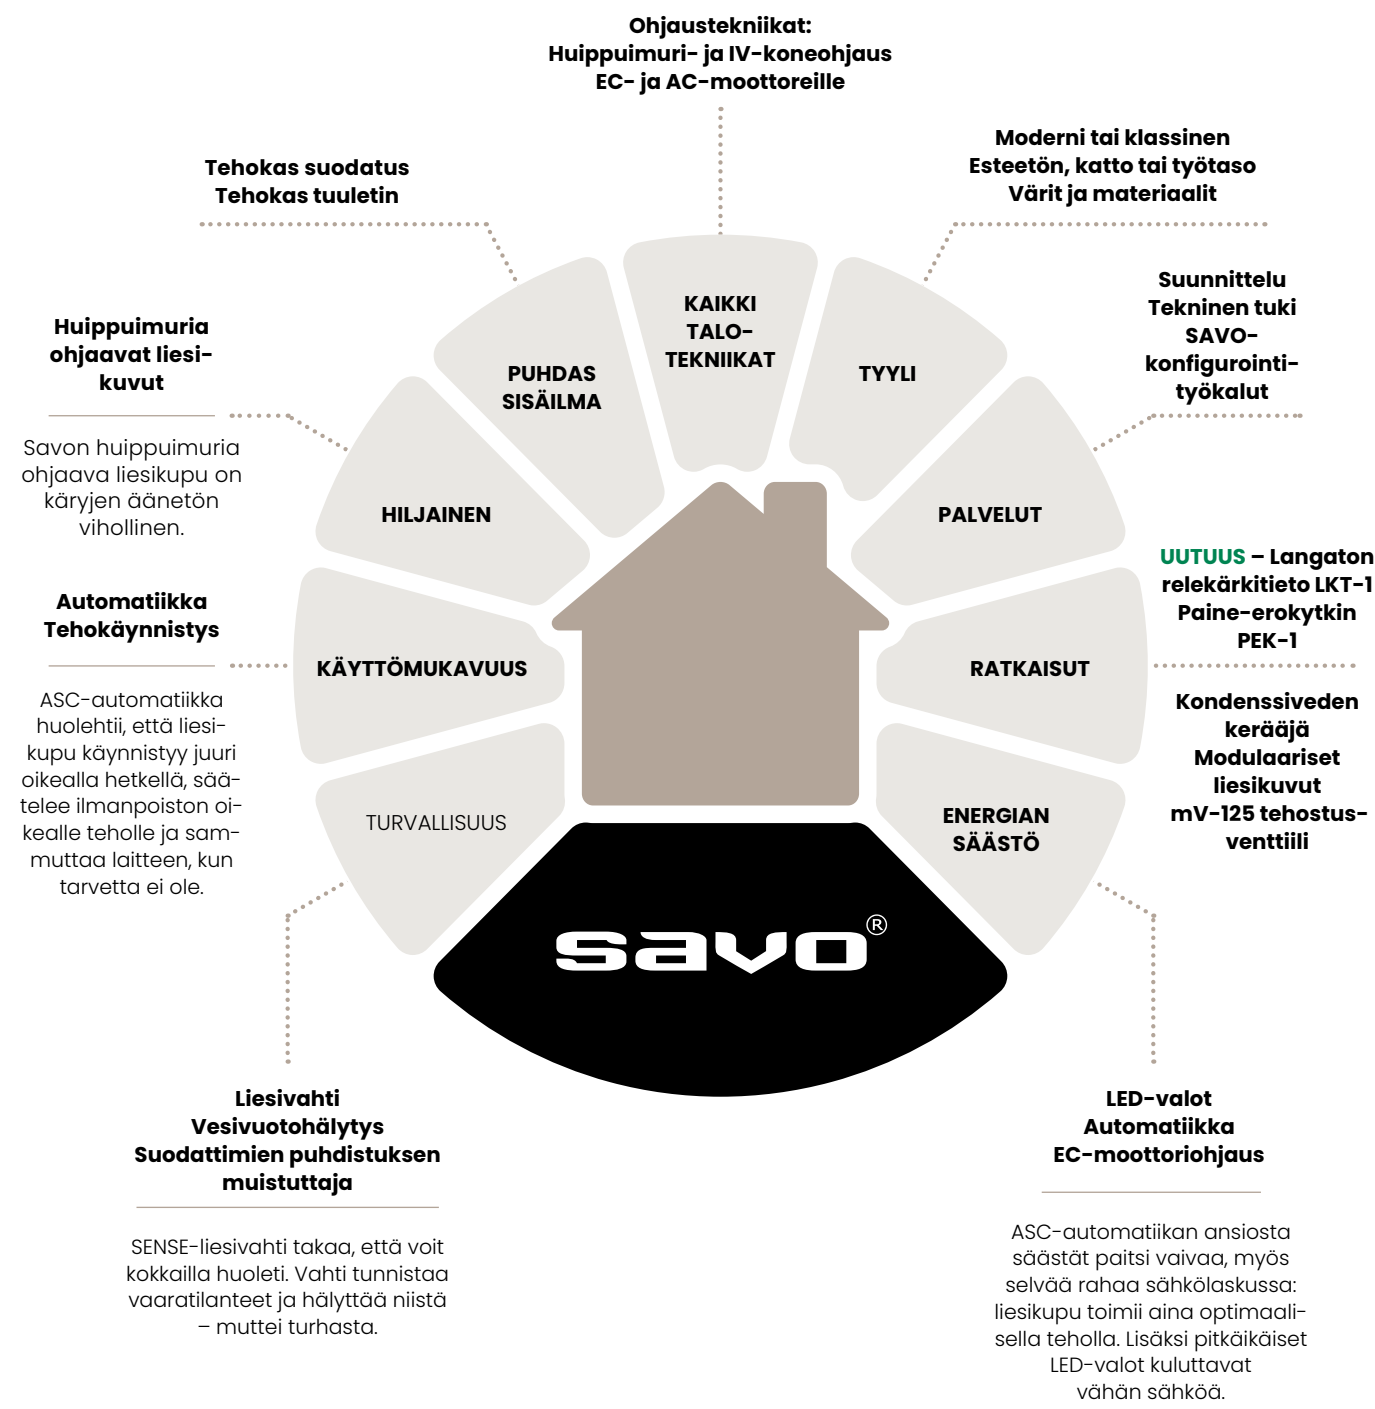 Ohjaustekniikat:
Huippuimuri- ja IV-koneohjaus
EC- ja AC-moottoreille
Tehokas suodatus
Tehokas tuuletin
Moderni tai klassinen
Esteetön, katto tai työtaso
Värit ja materiaalit
Huippuimuria
ohjaavat liesi-
kuvut
Savon huippuimuria
ohjaava liesikupu on
käryjen äänetön
vihollinen.
Suunnittelu
Tekninen tuki
SAVO-
konfigurointi-
työkalut
Automatiikka
Tehokäynnistys
ASC-automatiikka
huolehtii, että liesi-
kupu käynnistyy juuri
oikealla hetkellä, sää-
telee ilmanpoiston oi-
kealle teholle ja sam-
muttaa laitteen, kun
tarvetta ei ole.
UUTUUS – Langaton
relekärkitieto LKT-1
Paine-erokytkin
PEK-1
Kondenssiveden
kerääjä
Modulaariset
liesikuvut
mV-125 tehostus-
venttiili
KAIKKI
TALO-
TEKNIIKAT
PUHDAS
SISÄILMA
TYYLI
HILJAINEN
PALVELUT
KÄYTTÖMUKAVUUS
RATKAISUT
TURVALLISUUS
ENERGIAN
SÄÄSTÖ
savo®
Liesivahti
Vesivuotohälytys
Suodattimien puhdistuksen
muistuttaja
SENSE-liesivahti takaa, että voit
kokkailla huoleti. Vahti tunnistaa
vaaratilanteet ja hälyttää niistä
– muttei turhasta.
LED-valot
Automatiikka
EC-moottoriohjaus
ASC-automatiikan ansiosta
säästät paitsi vaivaa, myös
selvää rahaa sähkölaskussa:
liesikupu toimii aina optimaali-
sella teholla. Lisäksi pitkäikäiset
LED-valot kuluttavat
vähän sähköä.